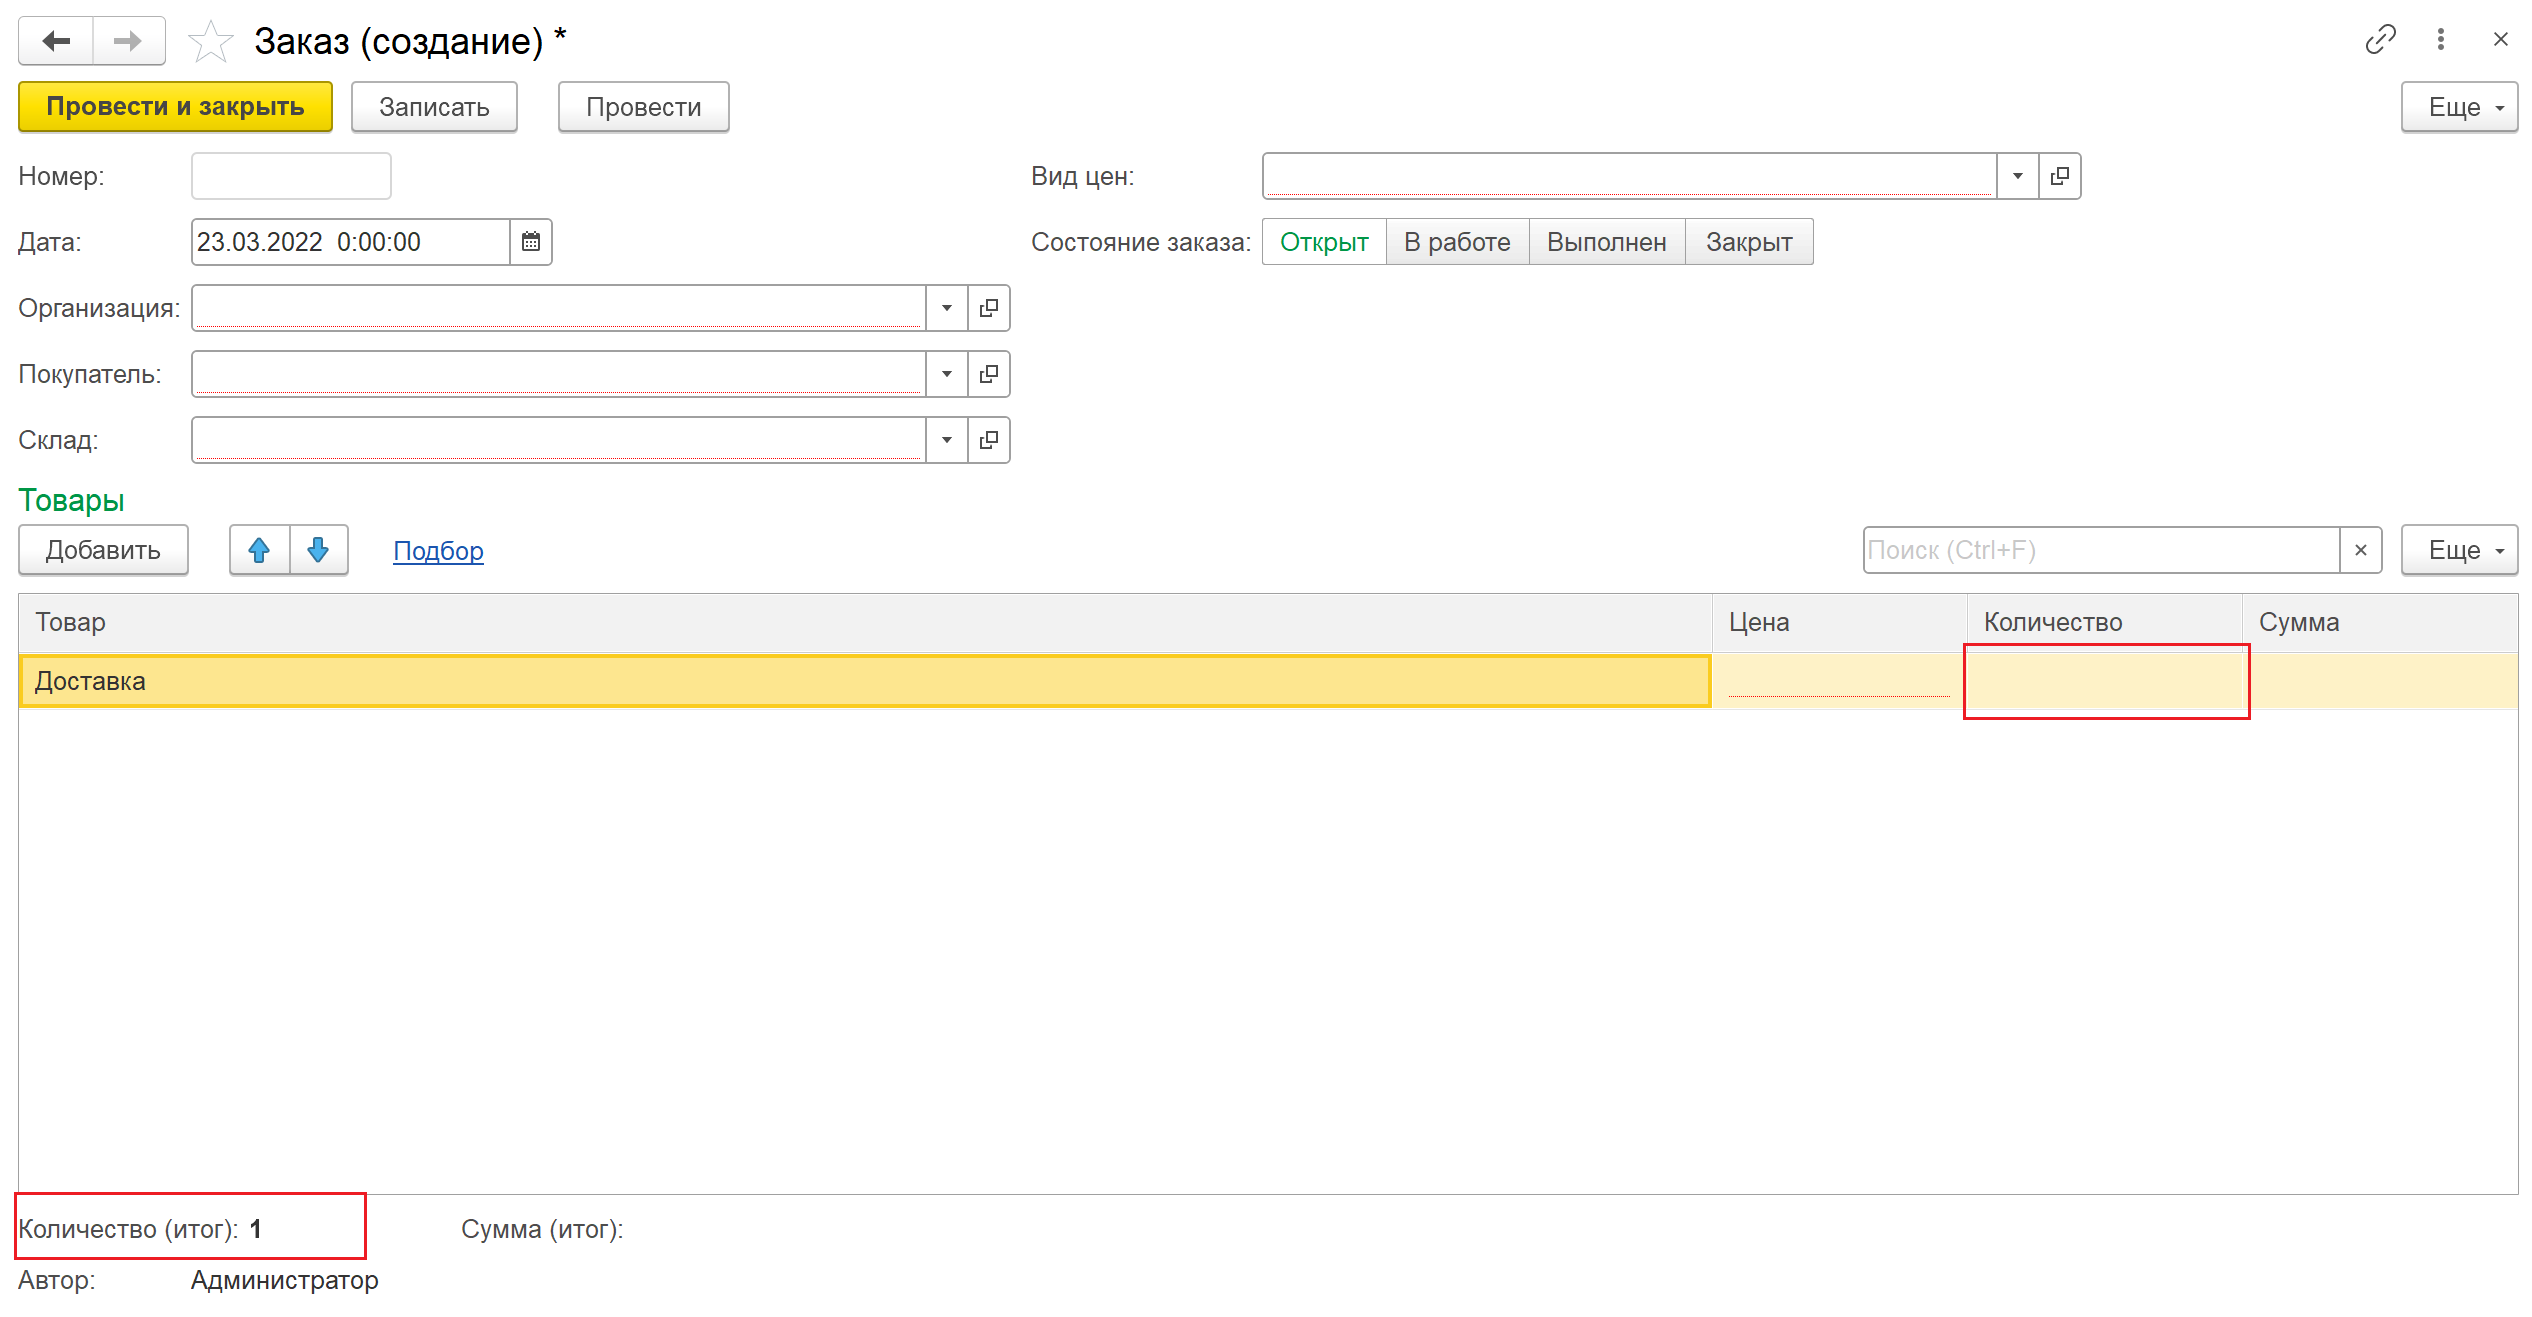 Заказ (создание) *
Провести и закрыть Записать Провести Еще
Номер: Вид цен:
Дата: 23.03.2022 0:00:00 Состояние заказа: Открыт В работе Выполнен Закрыт
Организация:
Покупатель:
Склад:
Товары
Добавить Подбор Поиск (Ctrl+F) Еще
Товар Цена Количество Сумма
Доставка
Количество (итог): 1 Сумма (итог):
Автор: Администратор